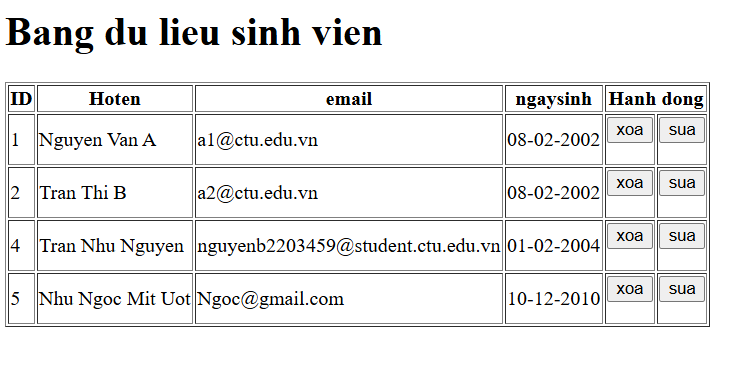 Bang du lieu sinh vien
ID Hoten email ngaysinh Hanh dong
1 Nguyen Van A a1@ctu.edu.vn 08-02-2002 xoa sua
2 Tran Thi B a2@ctu.edu.vn 08-02-2002 xoa sua
4 Tran Nhu Nguyen nguyenb2203459@student.ctu.edu.vn 01-02-2004 xoa sua
5 Nhu Ngoc Mit Uot Ngoc@gmail.com 10-12-2010 xoa sua